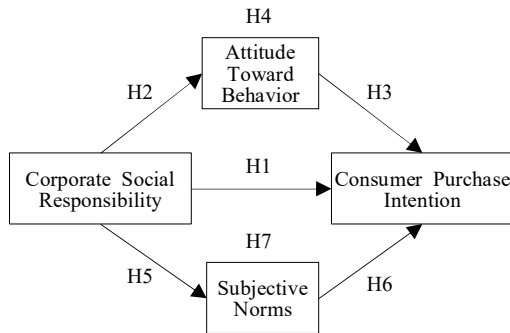 H4
Attitude
Toward
Behavior
H2
H3
Corporate Social
Responsibility
H1
Consumer Purchase
Intention
H7
H5
Subjective
Norms
H6